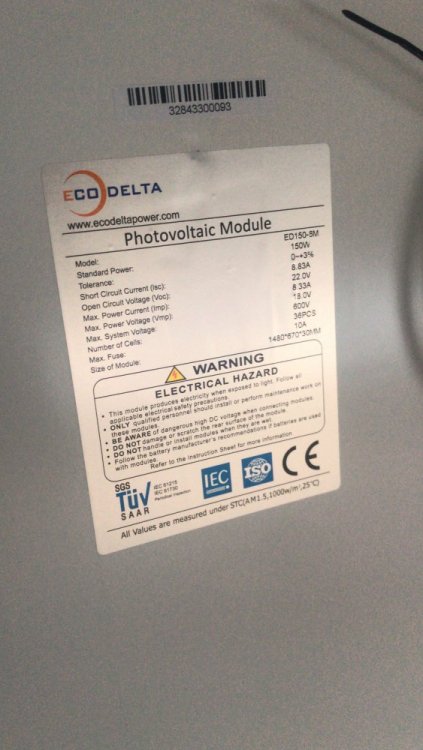 32843300093
ECO DELTA
www.ecodeltapower.com
Photovoltaic Module
Model: ED150-5M
Standard Power: 150W
Tolerance: 0~+3%
Short Circuit Current (Isc): 8.83A
Open Circuit Voltage (Voc): 22.0V
Max. Power Current (Imp): 8.33A
Max. Power Voltage (Vmp): 18.0V
Max. System Voltage: 600V
Number of Cells: 36PCS
Max. Fuse: 10A
Size of Module: 1480*670*30MM
WARNING
ELECTRICAL HAZARD
• This module produces electricity when exposed to light. Follow all
applicable electrical safety precautions.
• ONLY qualified personnel should install or perform maintenance work on
these modules.
• BE AWARE of dangerous high DC voltage when connecting modules.
• DO NOT damage or scratch the rear surface of the module.
• DO NOT handle or install modules when they are wet.
• Follow the battery manufacturer's recommendations if batteries are used
with modules.
Refer to the Instruction Sheet for more information
SGS
TÜV
SAAR
IEC 61215
IEC 61730
Periodical Inspection
IEC
ISO
CE
All Values are measured under STC(AM1.5,1000w/m²,25°C)